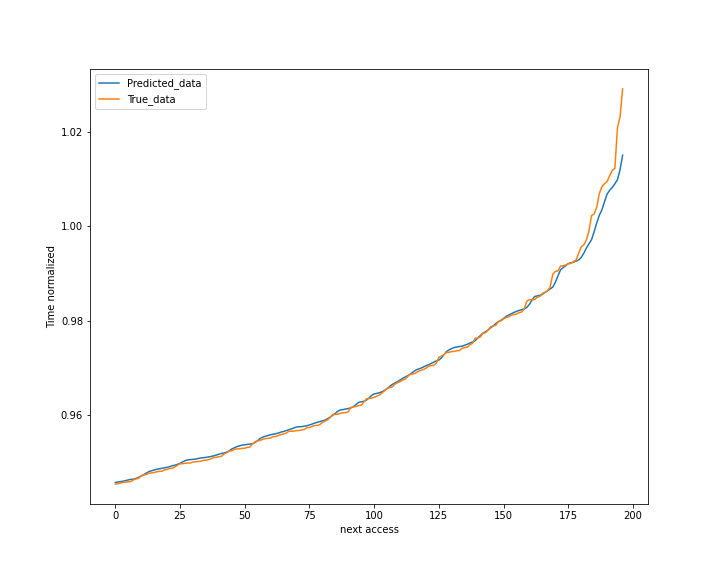 Predicted_data
True_data
1.02
1.00
0.98
0.96
Time normalized
0 25 50 75 100 125 150 175 200
next access